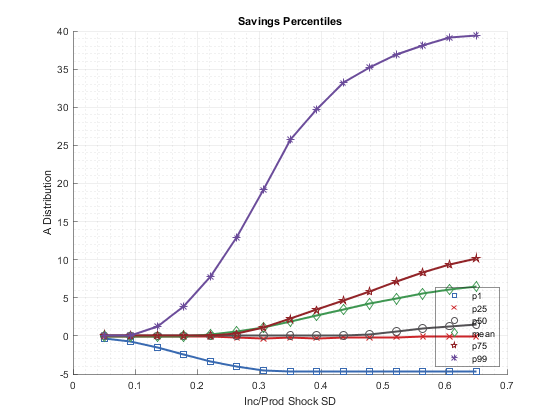 Savings Percentiles
40
35
30
25
20
15
10
5
0
-5
A Distribution
0
0.1
0.2
0.3
0.4
0.5
0.6
0.7
Inc/Prod Shock SD
p1
p25
p50
mean
p75
p99